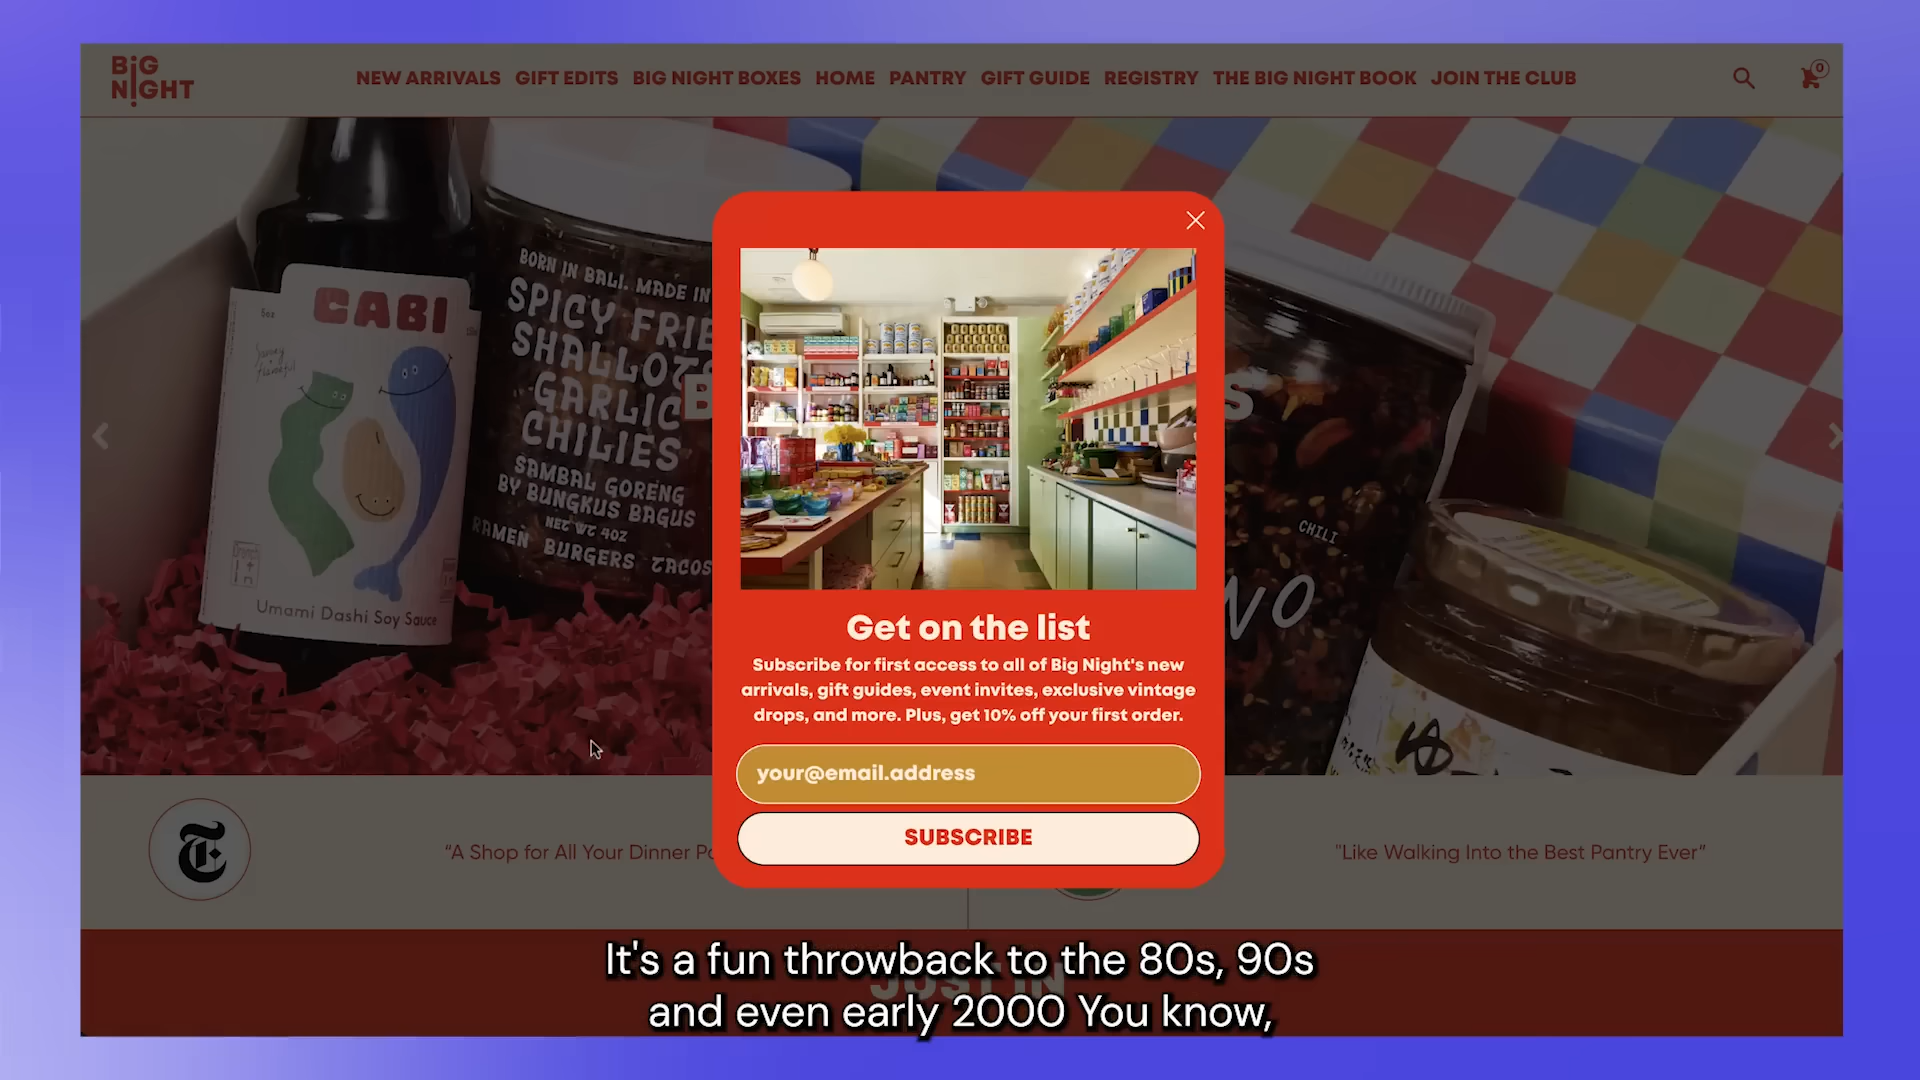 BiG
NiGHT
NEW ARRIVALS GIFT EDITS BIG NIGHT BOXES HOME PANTRY GIFT GUIDE REGISTRY THE BIG NIGHT BOOK JOIN THE CLUB
0
CABI
Umami Dashi Soy Sauce
BORN IN BALI. MADE IN
SPICY FRIE
SHALLOTS
GARLIC
CHILIES
SAMBAL GORENG
BY BUNGKUS BAGUS
NET WT 4OZ
RAMEN BURGERS TACOS
B
S
CHILI
NO
Get on the list
Subscribe for first access to all of Big Night's new
arrivals, gift guides, event invites, exclusive vintage
drops, and more. Plus, get 10% off your first order.
your@email.address
SUBSCRIBE
T
“A Shop for All Your Dinner Pa
"Like Walking Into the Best Pantry Ever”
JUST IN
It's a fun throwback to the 80s, 90s
and even early 2000 You know,